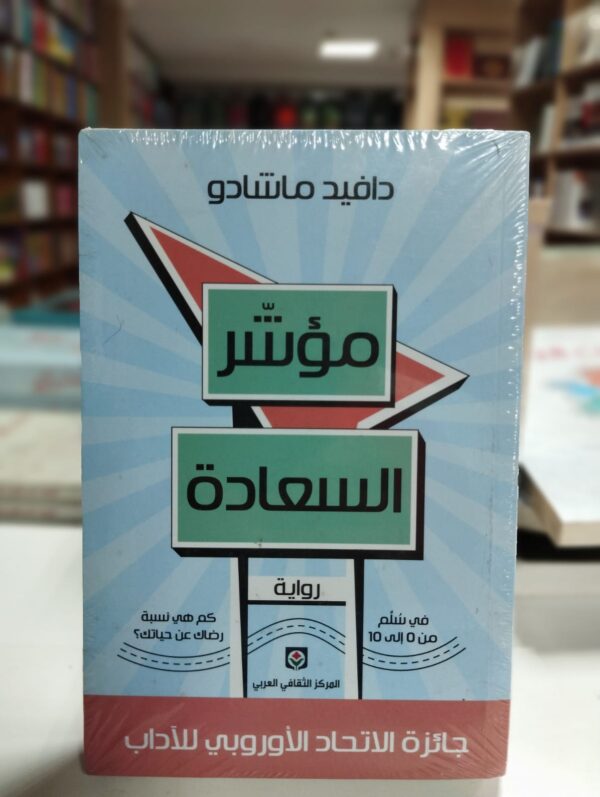 دافيد ماشادو
مؤشّر
السعادة
رواية
في سُلّم
من 0 إلى 10
كم هي نسبة
رضاك عن حياتك؟
المركز الثقافي العربي
جائزة الاتحاد الأوروبي للآداب